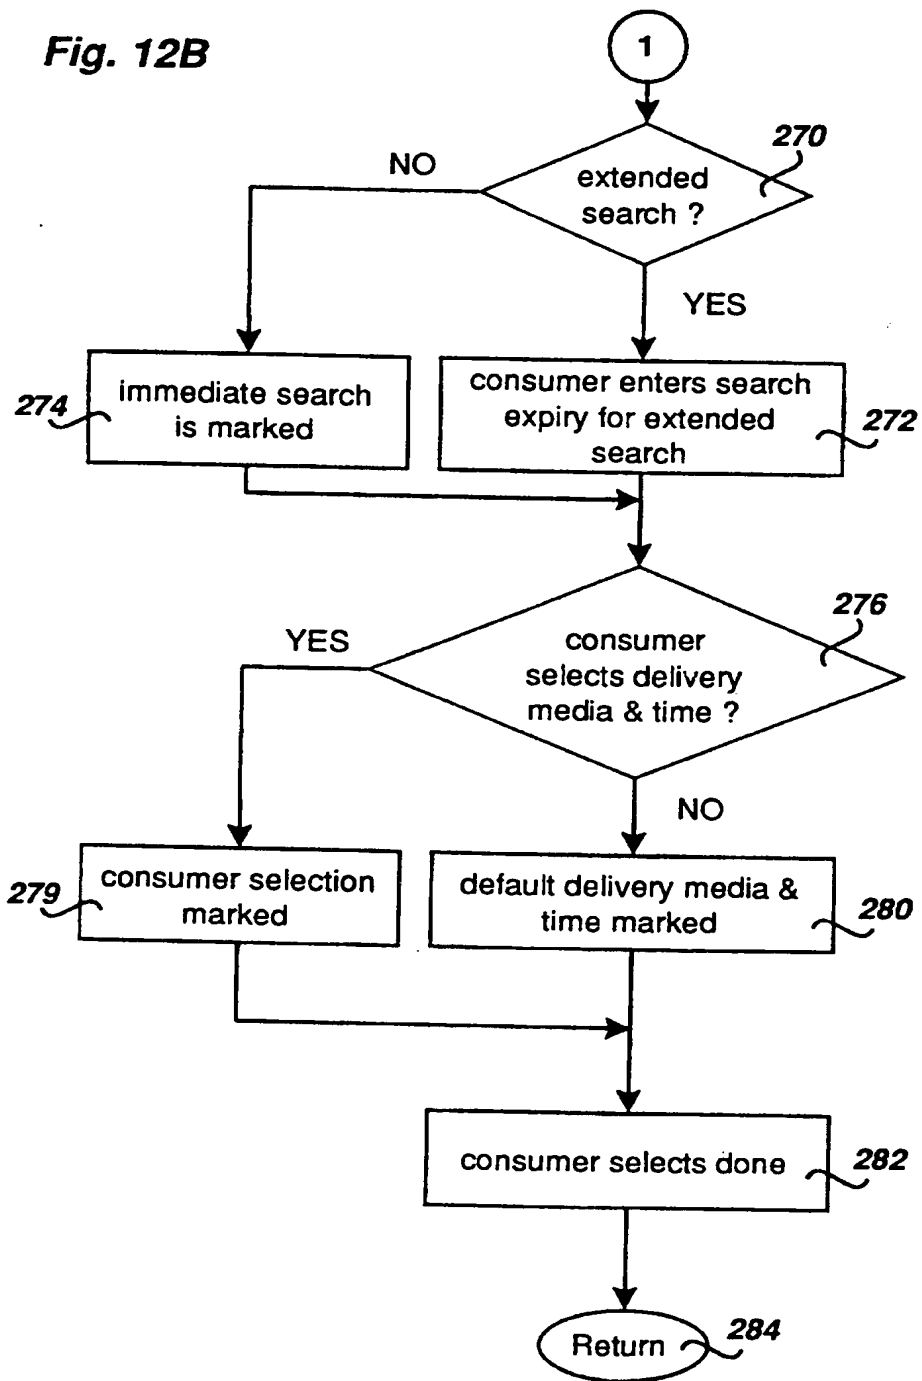 Fig. 12B
1
270
NO
extended
search ?
YES
274
immediate search
is marked
consumer enters search
expiry for extended
search
272
276
YES
consumer
selects delivery
media & time ?
NO
279
consumer selection
marked
default delivery media &
time marked
280
consumer selects done
282
Return
284